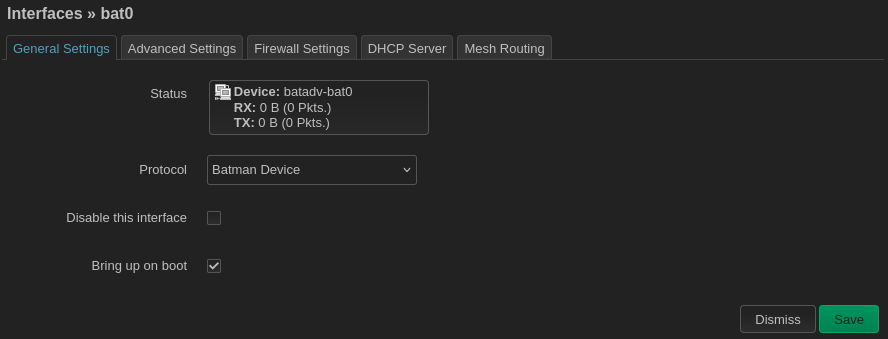 Interfaces » bat0
General Settings Advanced Settings Firewall Settings DHCP Server Mesh Routing
Status
Device: batadv-bat0
RX: 0 B (0 Pkts.)
TX: 0 B (0 Pkts.)
Protocol Batman Device
Disable this interface
Bring up on boot
Dismiss Save